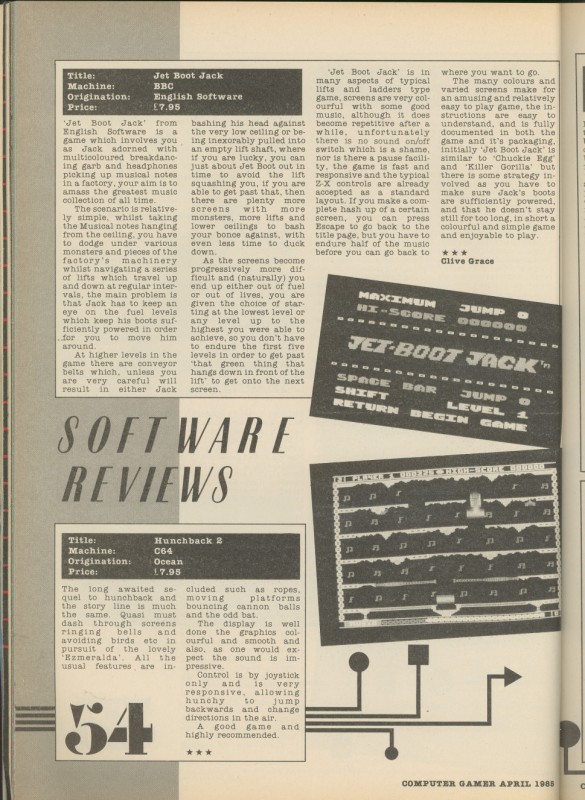 Title: Jet Boot Jack
Machine: BBC
Origination: English Software
Price: £7.95
'Jet Boot Jack' from
English Software is a
game which involves you
as Jack adorned with
multicoloured breakdanc-
ing garb and headphones
picking up musical notes
in a factory, your aim is to
amass the greatest music
collection of all time.
The scenario is relative-
ly simple, whilst taking
the Musical notes hanging
from the ceiling, you have
to dodge under various
monsters and pieces of the
factory's machinery
whilst navigating a series
of lifts which travel up
and down at regular inter-
vals, the main problem is
that Jack has to keep an
eye on the fuel levels
which keep his boots suf-
ficiently powered in order
for you to move him
around.
At higher levels in the
game there are conveyor
belts which, unless you
are very careful will
result in either Jack
bashing his head against
the very low ceiling or be-
ing inexorably pulled into
an empty lift shaft, where
if you are lucky, you can
just about Jet Boot out in
time to avoid the lift
squashing you, if you are
able to get past that, then
there are plenty more
screens with more
monsters, more lifts and
lower ceilings to bash
your bonce against, with
even less time to duck
down.
As the screens become
progressively more dif-
ficult and (naturally) you
end up either out of fuel
or out of lives, you are
given the choice of star-
ting at the lowest level or
any level up to the
highest you were able to
achieve, so you don't have
to endure the first five
levels in order to get past
'that green thing that
hangs down in front of the
lift' to get onto the next
screen.
'Jet Boot Jack' is in
many aspects of typical
lifts and ladders type
game, screens are very col-
ourful with some good
music, although it does
become repetitive after a
while, unfortunately
there is no sound on/off
switch which is a shame,
nor is there a pause facili-
ty, the game is fast and
responsive and the typical
Z-X controls are already
accepted as a standard
layout. If you make a com-
plete hash up of a certain
screen, you can press
Escape to go back to the
title page, but you have to
endure half of the music
before you can go back to
where you want to go.
The many colours and
varied screens make for
an amusing and relatively
easy to play game, the in-
structions are easy to
understand, and is fully
documented in both the
game and it's packaging,
initially 'Jet Boot Jack' is
similar to 'Chuckie Egg'
and 'Killer Gorilla' but
there is some strategy in-
volved as you have to
make sure Jack's boots
are sufficiently powered,
and that he doesn't stay
still for too long, in short a
colourful and simple game
and enjoyable to play.
★★★
Clive Grace
MAXIMUM JUMP 0
HI-SCORE 000000
JET-BOOT JACK
SPACE BAR JUMP 0
SHIFT LEVEL 1
RETURN BEGIN GAME
SOFTWARE
REVIEWS
Title: Hunchback 2
Machine: C64
Origination: Ocean
Price: £7.95
The long awaited se-
quel to hunchback and
the story line is much
the same. Quasi must
dash through screens
ringing bells and
avoiding birds etc in
pursuit of the lovely
'Ezmeralda'. All the
usual features are in-
cluded such as ropes,
moving platforms
bouncing cannon balls
and the odd bat.
The display is well
done the graphics col-
ourful and smooth and
also, as one would ex-
pect the sound is im-
pressive.
Control is by joystick
only and is very
responsive, allowing
hunchy to jump
backwards and change
directions in the air.
A good game and
highly recommended.
★★★
54
COMPUTER GAMER APRIL 1985